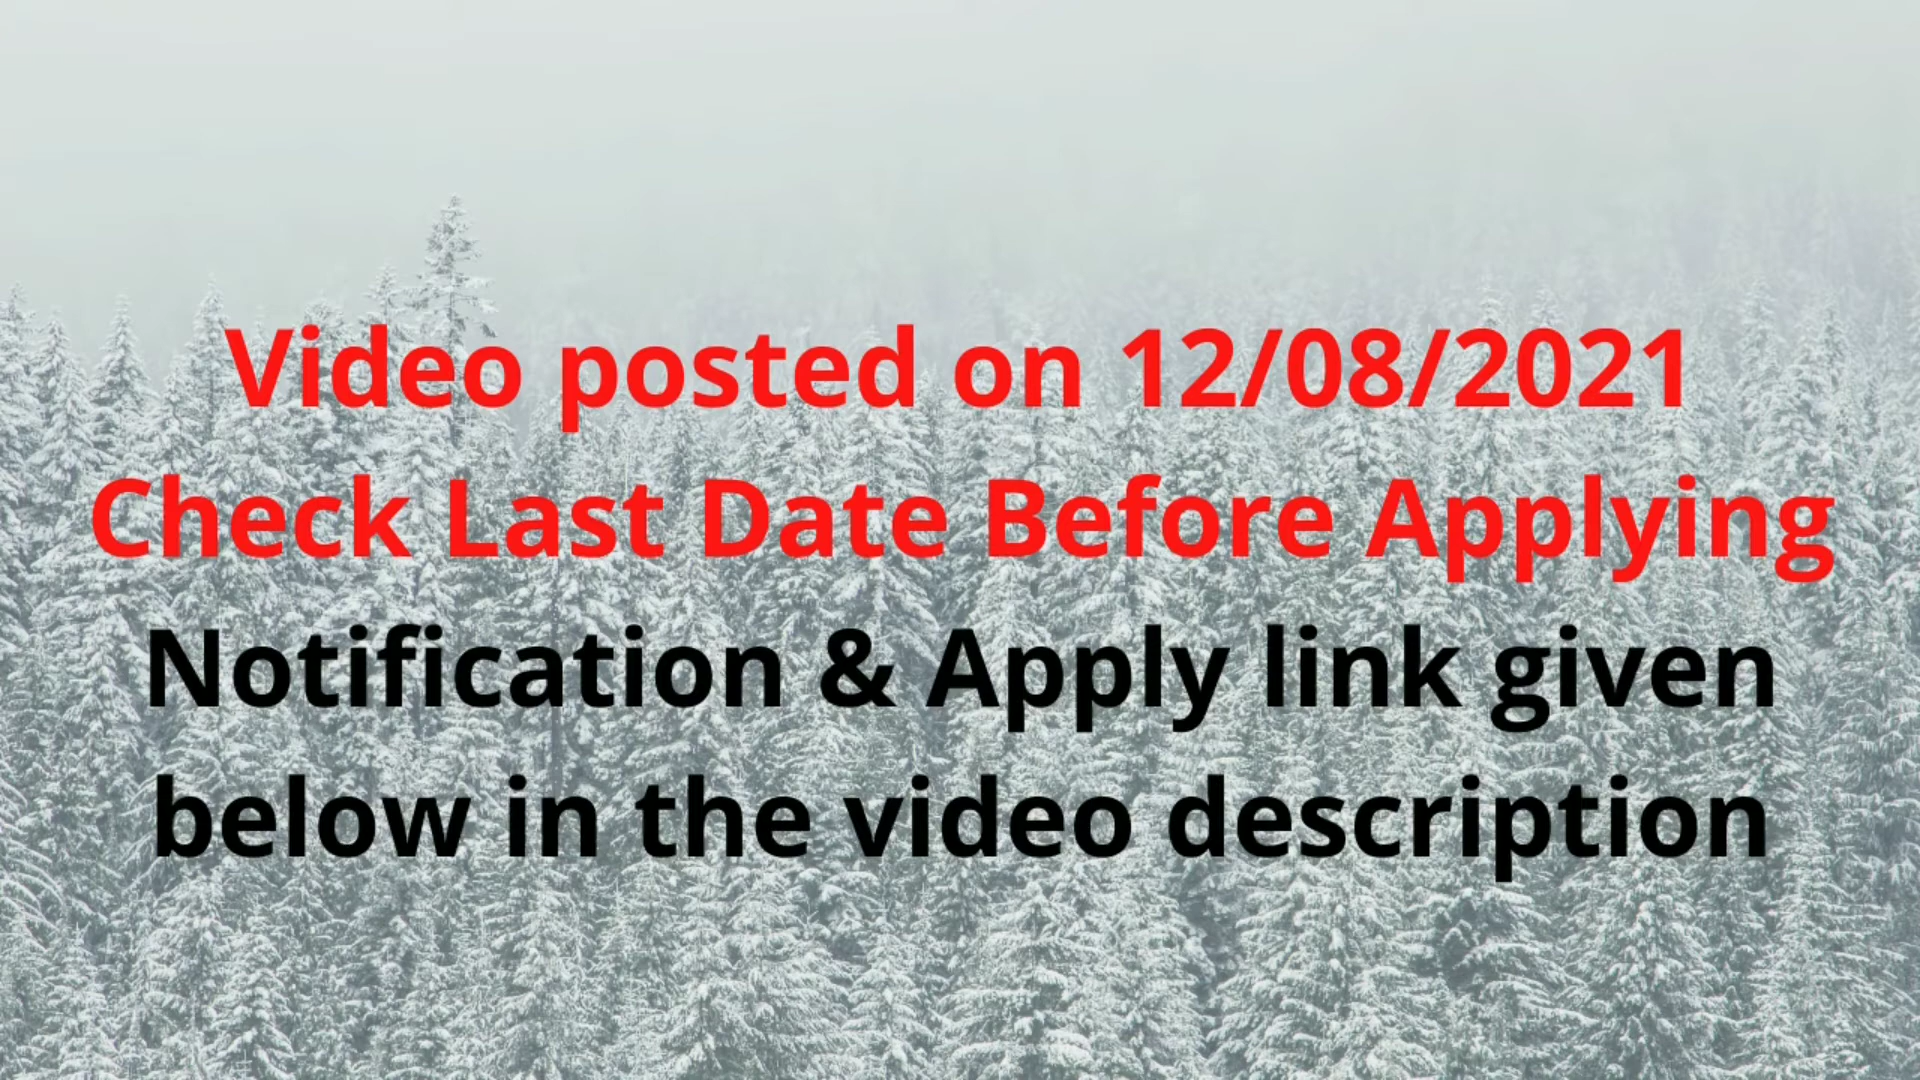 Video posted on 12/08/2021
Check Last Date Before Applying
Notification & Apply link given
below in the video description